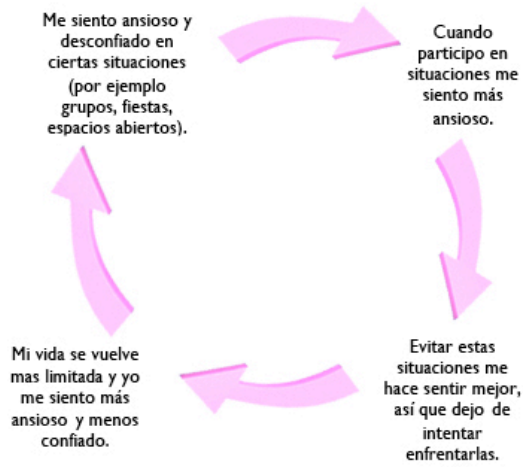 Me siento ansioso y
desconfiado en
ciertas situaciones
(por ejemplo
grupos, fiestas,
espacios abiertos).
Cuando
participo en
situaciones me
siento más
ansioso.
Evitar estas
situaciones me
hace sentir mejor,
así que dejo de
intentar
enfrentarlas.
Mi vida se vuelve
mas limitada y yo
me siento más
ansioso y menos
confiado.